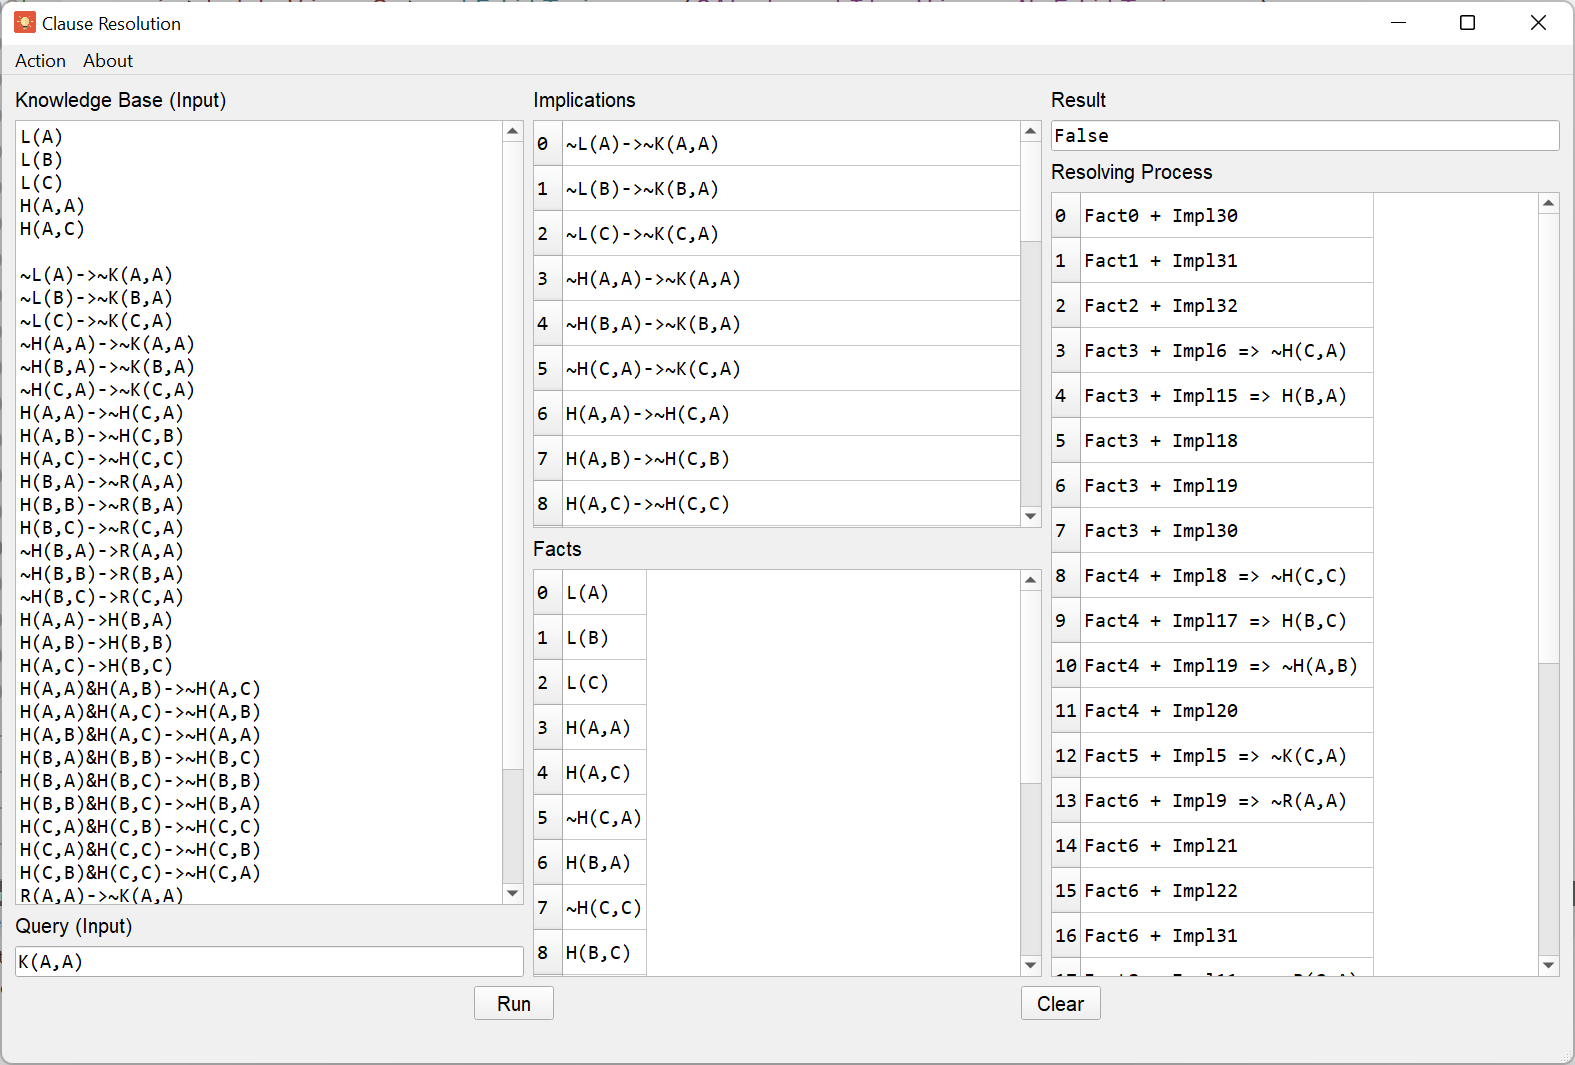 Clause Resolution
Action About
Knowledge Base (Input)
L(A)
L(B)
L(C)
H(A,A)
H(A,C)
~L(A)->~K(A,A)
~L(B)->~K(B,A)
~L(C)->~K(C,A)
~H(A,A)->~K(A,A)
~H(B,A)->~K(B,A)
~H(C,A)->~K(C,A)
H(A,A)->~H(C,A)
H(A,B)->~H(C,B)
H(A,C)->~H(C,C)
H(B,A)->~R(A,A)
H(B,B)->~R(B,A)
H(B,C)->~R(C,A)
~H(B,A)->R(A,A)
~H(B,B)->R(B,A)
~H(B,C)->R(C,A)
H(A,A)->H(B,A)
H(A,B)->H(B,B)
H(A,C)->H(B,C)
H(A,A)&H(A,B)->~H(A,C)
H(A,A)&H(A,C)->~H(A,B)
H(A,B)&H(A,C)->~H(A,A)
H(B,A)&H(B,B)->~H(B,C)
H(B,A)&H(B,C)->~H(B,B)
H(B,B)&H(B,C)->~H(B,A)
H(C,A)&H(C,B)->~H(C,C)
H(C,A)&H(C,C)->~H(C,B)
H(C,B)&H(C,C)->~H(C,A)
R(A,A)->~K(A,A)
Query (Input)
K(A,A)
Implications
0 ~L(A)->~K(A,A)
1 ~L(B)->~K(B,A)
2 ~L(C)->~K(C,A)
3 ~H(A,A)->~K(A,A)
4 ~H(B,A)->~K(B,A)
5 ~H(C,A)->~K(C,A)
6 H(A,A)->~H(C,A)
7 H(A,B)->~H(C,B)
8 H(A,C)->~H(C,C)
Facts
0 L(A)
1 L(B)
2 L(C)
3 H(A,A)
4 H(A,C)
5 ~H(C,A)
6 H(B,A)
7 ~H(C,C)
8 H(B,C)
Result
False
Resolving Process
0 Fact0 + Impl30
1 Fact1 + Impl31
2 Fact2 + Impl32
3 Fact3 + Impl6 => ~H(C,A)
4 Fact3 + Impl15 => H(B,A)
5 Fact3 + Impl18
6 Fact3 + Impl19
7 Fact3 + Impl30
8 Fact4 + Impl8 => ~H(C,C)
9 Fact4 + Impl17 => H(B,C)
10 Fact4 + Impl19 => ~H(A,B)
11 Fact4 + Impl20
12 Fact5 + Impl5 => ~K(C,A)
13 Fact6 + Impl9 => ~R(A,A)
14 Fact6 + Impl21
15 Fact6 + Impl22
16 Fact6 + Impl31
Run
Clear